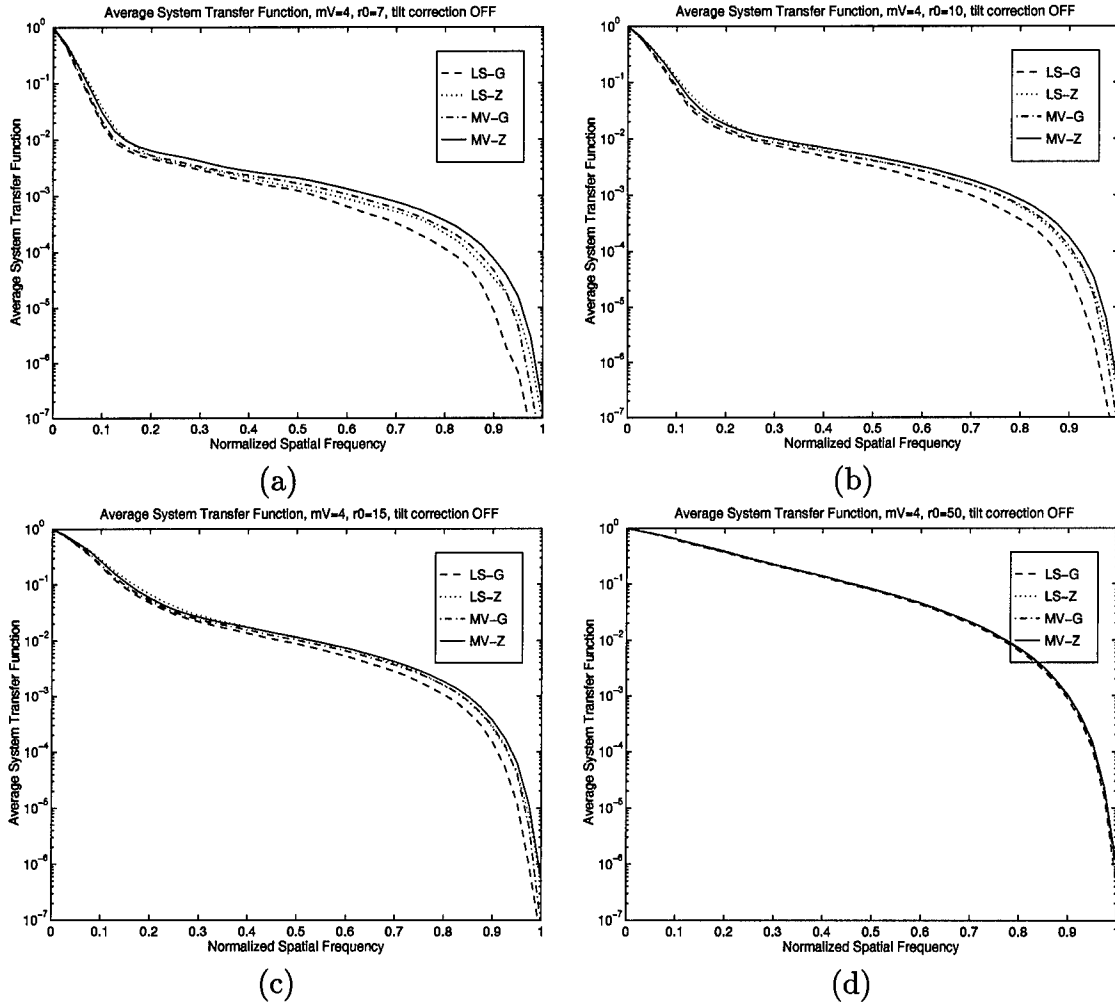 Average System Transfer Function, mV=4, r0=7, tilt correction OFF
Average System Transfer Function
10^0
10^-1
10^-2
10^-3
10^-4
10^-5
10^-6
10^-7
LS-G
LS-Z
MV-G
MV-Z
0 0.1 0.2 0.3 0.4 0.5 0.6 0.7 0.8 0.9 1
Normalized Spatial Frequency
(a)
Average System Transfer Function, mV=4, r0=10, tilt correction OFF
Average System Transfer Function
10^0
10^-1
10^-2
10^-3
10^-4
10^-5
10^-6
10^-7
LS-G
LS-Z
MV-G
MV-Z
0 0.1 0.2 0.3 0.4 0.5 0.6 0.7 0.8 0.9 1
Normalized Spatial Frequency
(b)
Average System Transfer Function, mV=4, r0=15, tilt correction OFF
Average System Transfer Function
10^0
10^-1
10^-2
10^-3
10^-4
10^-5
10^-6
10^-7
LS-G
LS-Z
MV-G
MV-Z
0 0.1 0.2 0.3 0.4 0.5 0.6 0.7 0.8 0.9 1
Normalized Spatial Frequency
(c)
Average System Transfer Function, mV=4, r0=50, tilt correction OFF
Average System Transfer Function
10^0
10^-1
10^-2
10^-3
10^-4
10^-5
10^-6
10^-7
LS-G
LS-Z
MV-G
MV-Z
0 0.1 0.2 0.3 0.4 0.5 0.6 0.7 0.8 0.9 1
Normalized Spatial Frequency
(d)